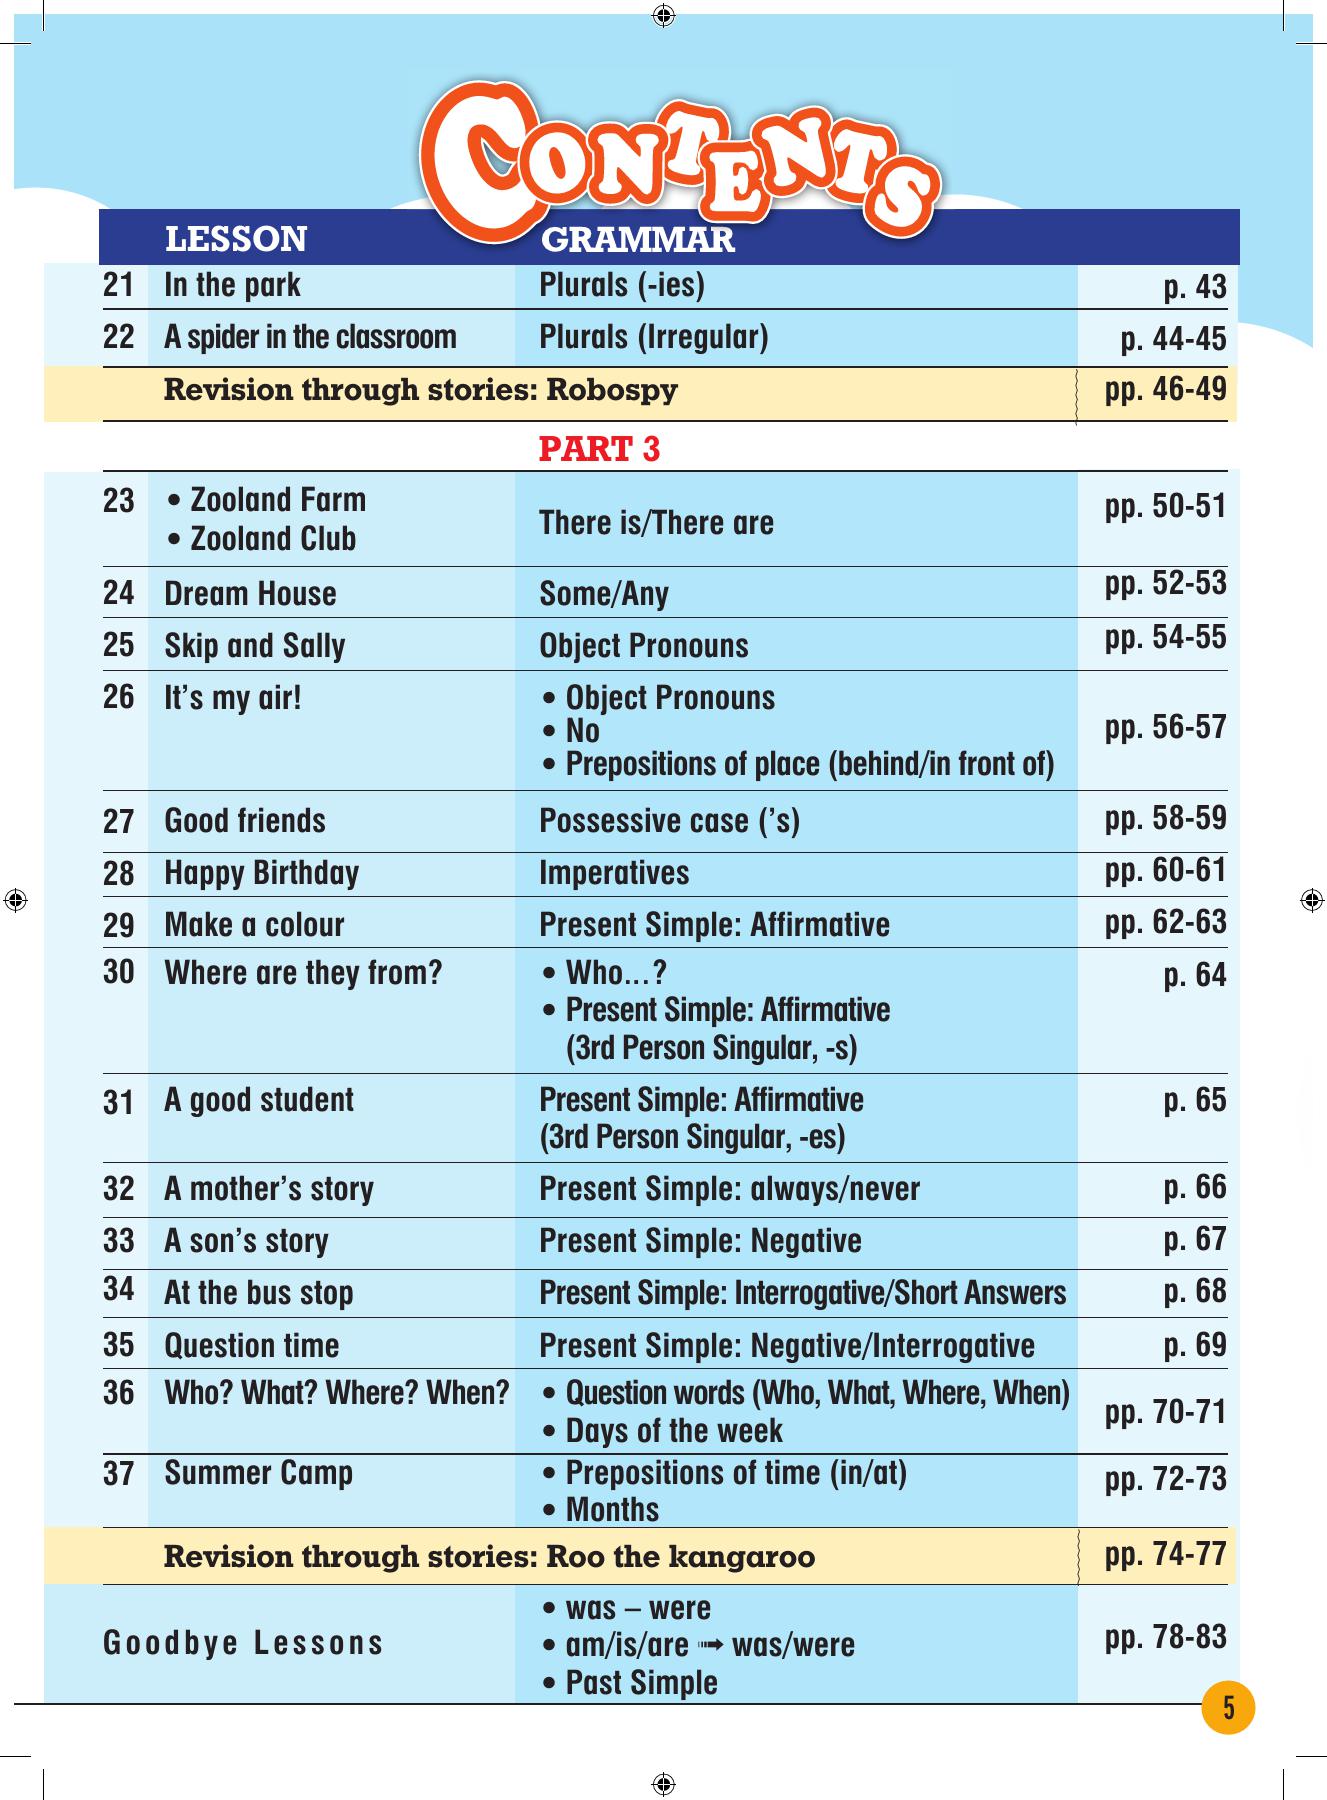 CONTENTS
LESSON GRAMMAR
21 In the park Plurals (-ies) p. 43
22 A spider in the classroom Plurals (Irregular) p. 44-45
Revision through stories: Robospy pp. 46-49
PART 3
23 • Zooland Farm
• Zooland Club There is/There are pp. 50-51
24 Dream House Some/Any pp. 52-53
25 Skip and Sally Object Pronouns pp. 54-55
26 It’s my air! • Object Pronouns
• No pp. 56-57
• Prepositions of place (behind/in front of)
27 Good friends Possessive case (’s) pp. 58-59
28 Happy Birthday Imperatives pp. 60-61
29 Make a colour Present Simple: Affirmative pp. 62-63
30 Where are they from? • Who...? p. 64
• Present Simple: Affirmative
(3rd Person Singular, -s)
31 A good student Present Simple: Affirmative p. 65
(3rd Person Singular, -es)
32 A mother’s story Present Simple: always/never p. 66
33 A son’s story Present Simple: Negative p. 67
34 At the bus stop Present Simple: Interrogative/Short Answers p. 68
35 Question time Present Simple: Negative/Interrogative p. 69
36 Who? What? Where? When? • Question words (Who, What, Where, When) pp. 70-71
• Days of the week
37 Summer Camp • Prepositions of time (in/at) pp. 72-73
• Months
Revision through stories: Roo the kangaroo pp. 74-77
• was – were
Goodbye Lessons • am/is/are ➟ was/were pp. 78-83
• Past Simple
5